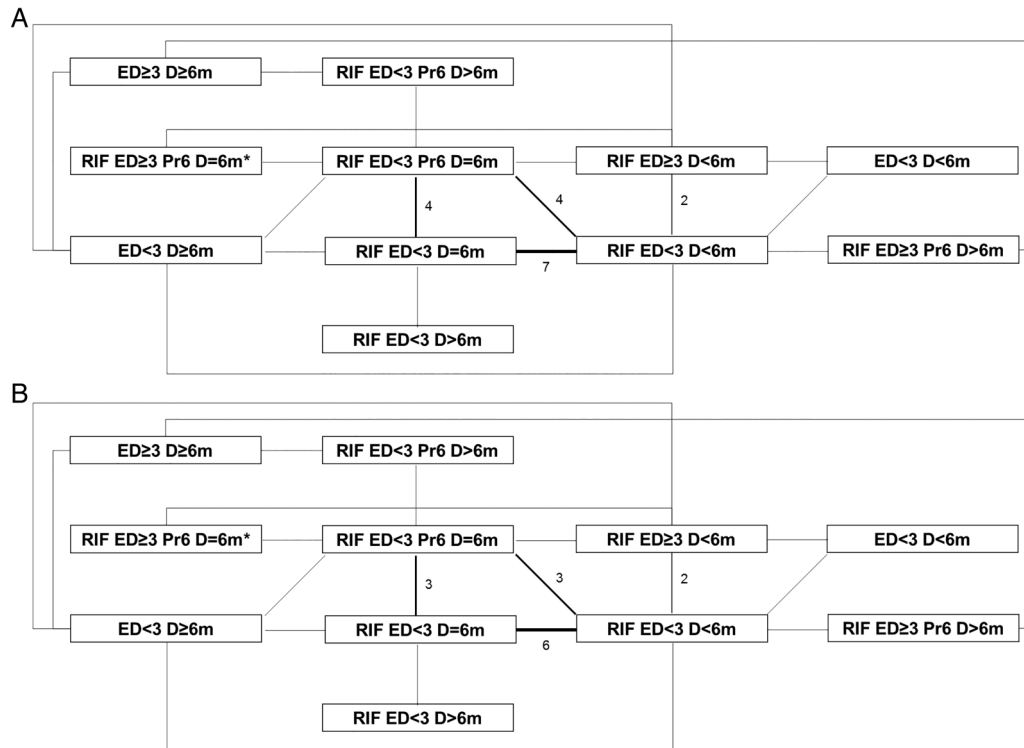 A
ED≥3 D≥6m
RIF ED<3 Pr6 D>6m
RIF ED≥3 Pr6 D=6m*
RIF ED<3 Pr6 D=6m
RIF ED≥3 D<6m
ED<3 D<6m
4
4
2
ED<3 D≥6m
RIF ED<3 D=6m
RIF ED<3 D<6m
RIF ED≥3 Pr6 D>6m
7
RIF ED<3 D>6m
B
ED≥3 D≥6m
RIF ED<3 Pr6 D>6m
RIF ED≥3 Pr6 D=6m*
RIF ED<3 Pr6 D=6m
RIF ED≥3 D<6m
ED<3 D<6m
3
3
2
ED<3 D≥6m
RIF ED<3 D=6m
RIF ED<3 D<6m
RIF ED≥3 Pr6 D>6m
6
RIF ED<3 D>6m